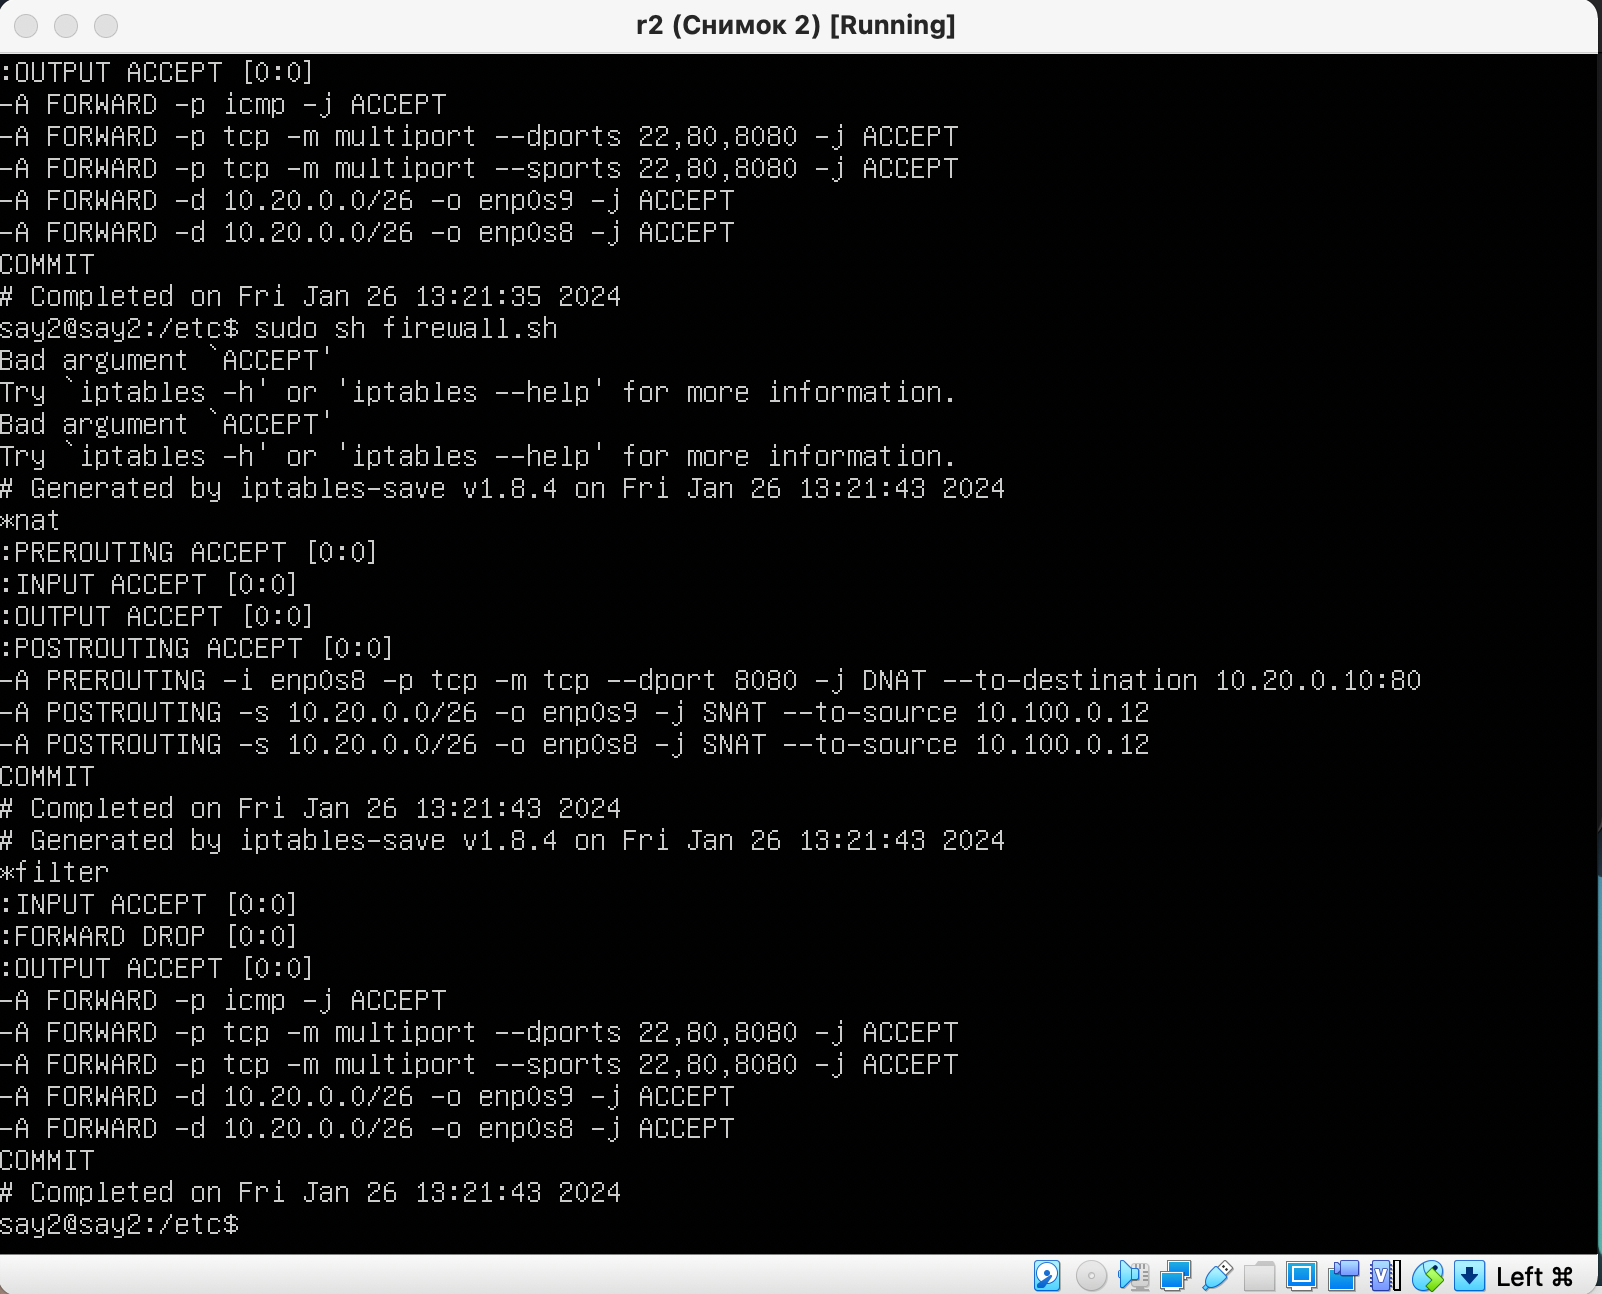 r2 (Снимок 2) [Running]
:OUTPUT ACCEPT [0:0]
-A FORWARD -p icmp -j ACCEPT
-A FORWARD -p tcp -m multiport --dports 22,80,8080 -j ACCEPT
-A FORWARD -p tcp -m multiport --sports 22,80,8080 -j ACCEPT
-A FORWARD -d 10.20.0.0/26 -o enp0s9 -j ACCEPT
-A FORWARD -d 10.20.0.0/26 -o enp0s8 -j ACCEPT
COMMIT
# Completed on Fri Jan 26 13:21:35 2024
say2@say2:/etc$ sudo sh firewall.sh
Bad argument `ACCEPT'
Try `iptables -h' or 'iptables --help' for more information.
Bad argument `ACCEPT'
Try `iptables -h' or 'iptables --help' for more information.
# Generated by iptables-save v1.8.4 on Fri Jan 26 13:21:43 2024
*nat
:PREROUTING ACCEPT [0:0]
:INPUT ACCEPT [0:0]
:OUTPUT ACCEPT [0:0]
:POSTROUTING ACCEPT [0:0]
-A PREROUTING -i enp0s8 -p tcp -m tcp --dport 8080 -j DNAT --to-destination 10.20.0.10:80
-A POSTROUTING -s 10.20.0.0/26 -o enp0s9 -j SNAT --to-source 10.100.0.12
-A POSTROUTING -s 10.20.0.0/26 -o enp0s8 -j SNAT --to-source 10.100.0.12
COMMIT
# Completed on Fri Jan 26 13:21:43 2024
# Generated by iptables-save v1.8.4 on Fri Jan 26 13:21:43 2024
*filter
:INPUT ACCEPT [0:0]
:FORWARD DROP [0:0]
:OUTPUT ACCEPT [0:0]
-A FORWARD -p icmp -j ACCEPT
-A FORWARD -p tcp -m multiport --dports 22,80,8080 -j ACCEPT
-A FORWARD -p tcp -m multiport --sports 22,80,8080 -j ACCEPT
-A FORWARD -d 10.20.0.0/26 -o enp0s9 -j ACCEPT
-A FORWARD -d 10.20.0.0/26 -o enp0s8 -j ACCEPT
COMMIT
# Completed on Fri Jan 26 13:21:43 2024
say2@say2:/etc$
Left ⌘